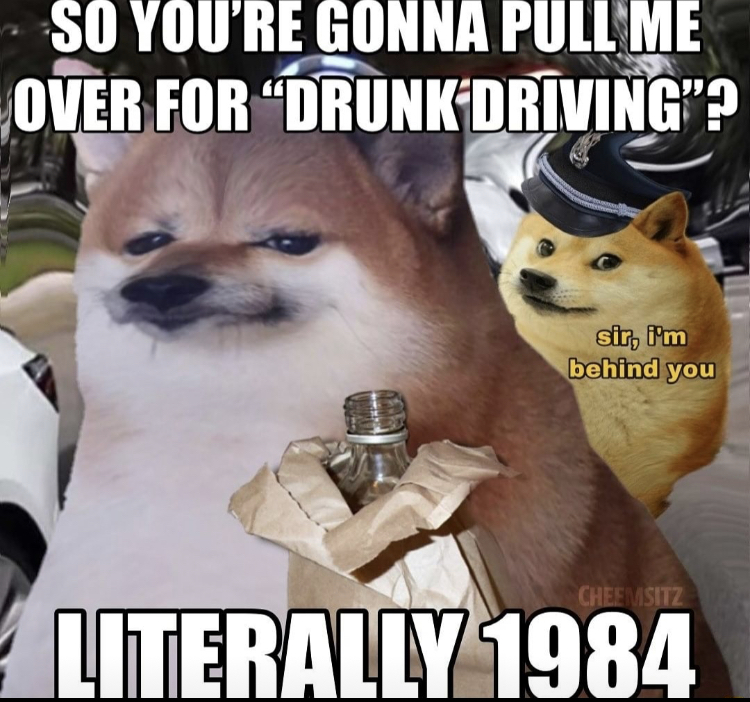 SO YOU'RE GONNA PULL ME
OVER FOR “DRUNK DRIVING”?
sir, i'm
behind you
CHEEMSITZ
LITERALLY 1984